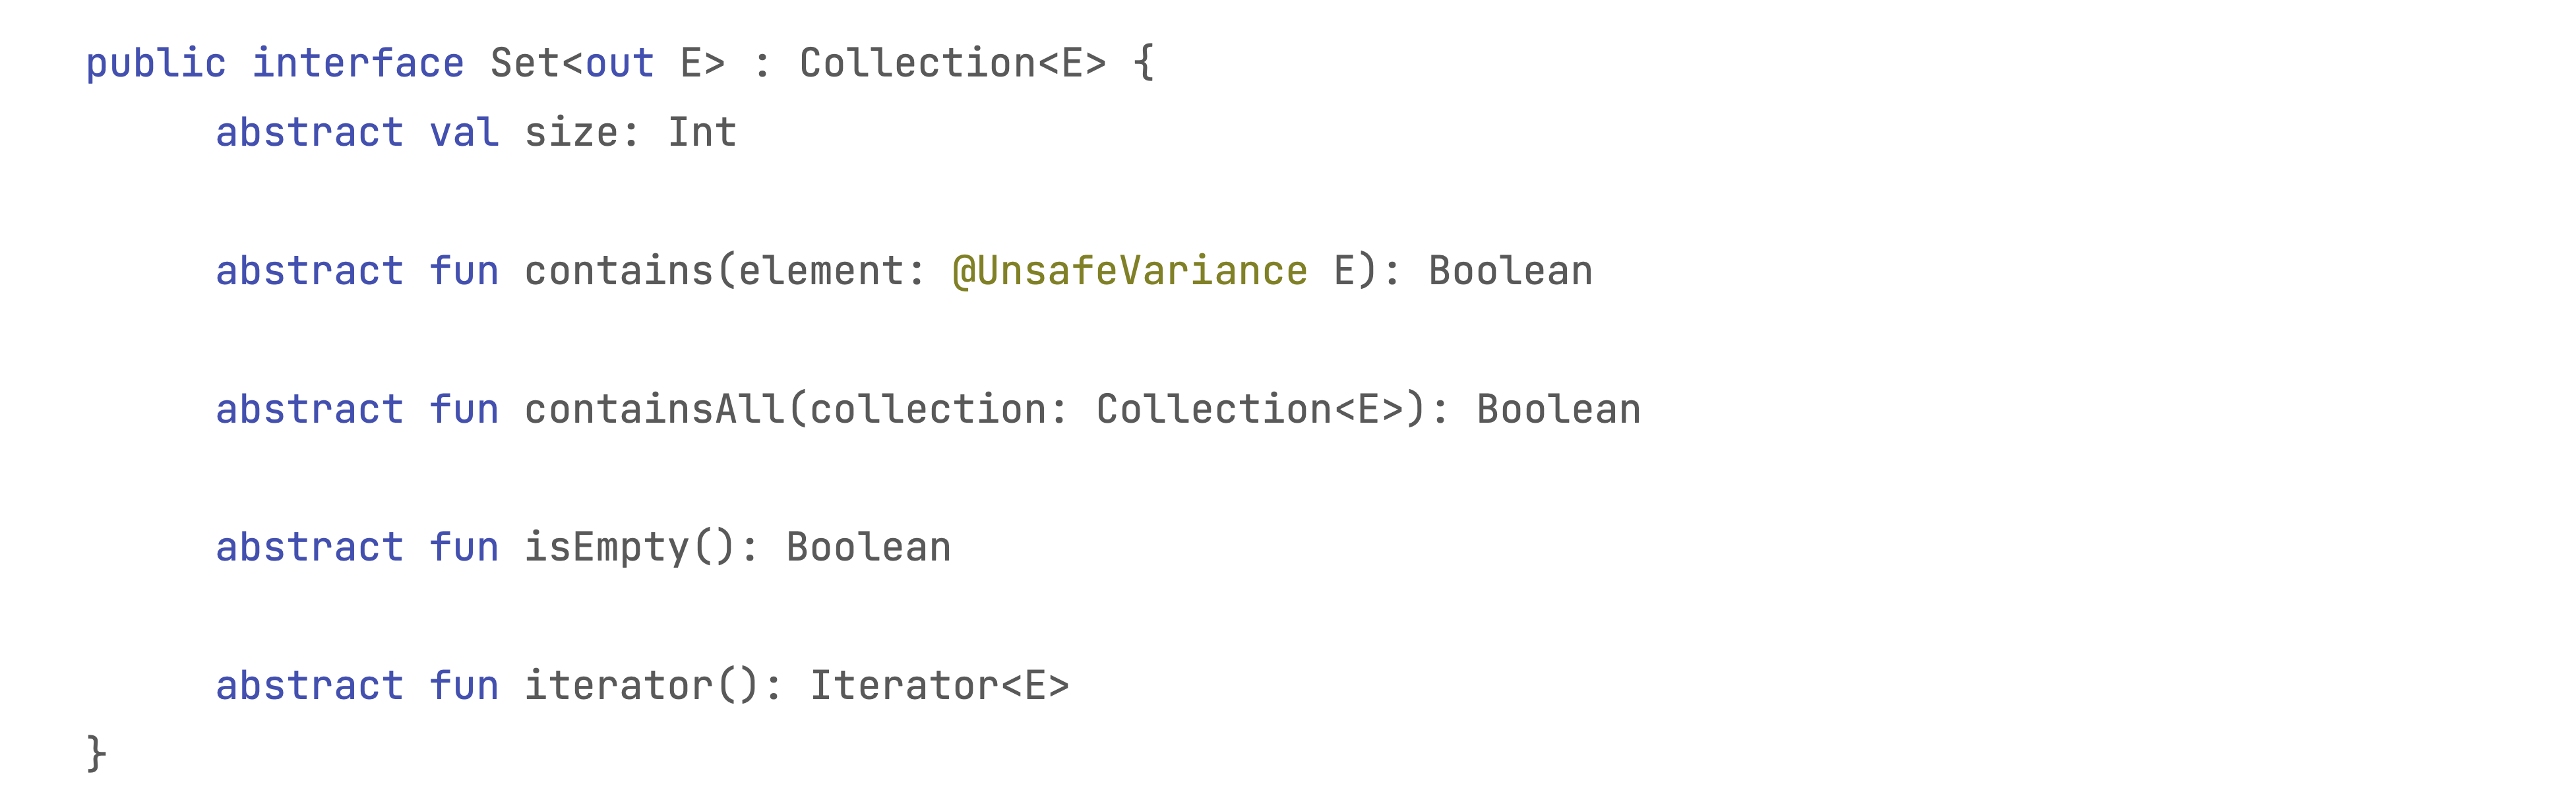 public interface Set<out E> : Collection<E> {
abstract val size: Int
abstract fun contains(element: @UnsafeVariance E): Boolean
abstract fun containsAll(collection: Collection<E>): Boolean
abstract fun isEmpty(): Boolean
abstract fun iterator(): Iterator<E>
}